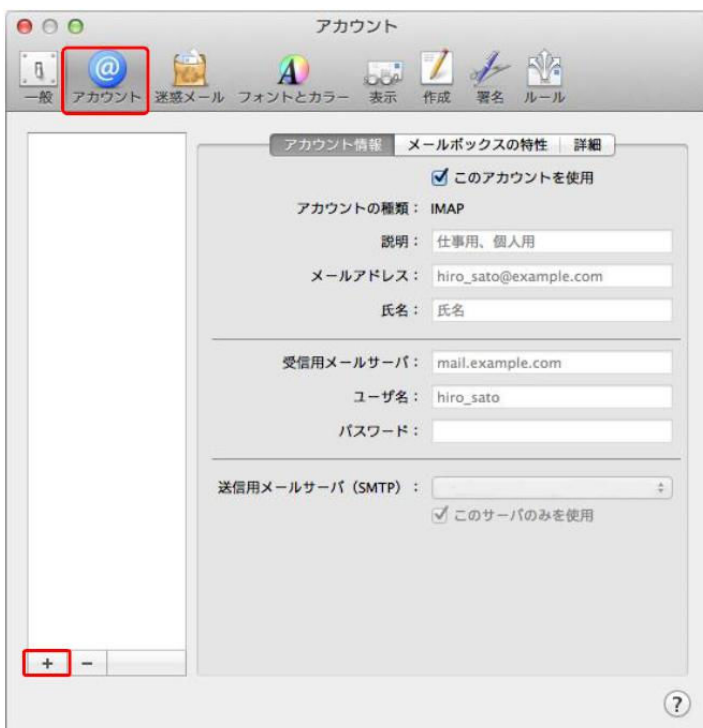 アカウント
一般 アカウント 迷惑メール フォントとカラー 表示 作成 署名 ルール
アカウント情報 メールボックスの特性 詳細
このアカウントを使用
アカウントの種類： IMAP
説明： 仕事用、個人用
メールアドレス： hiro_sato@example.com
氏名： 氏名
受信用メールサーバ： mail.example.com
ユーザ名： hiro_sato
パスワード：
送信用メールサーバ（SMTP）：
このサーバのみを使用
+ −
?